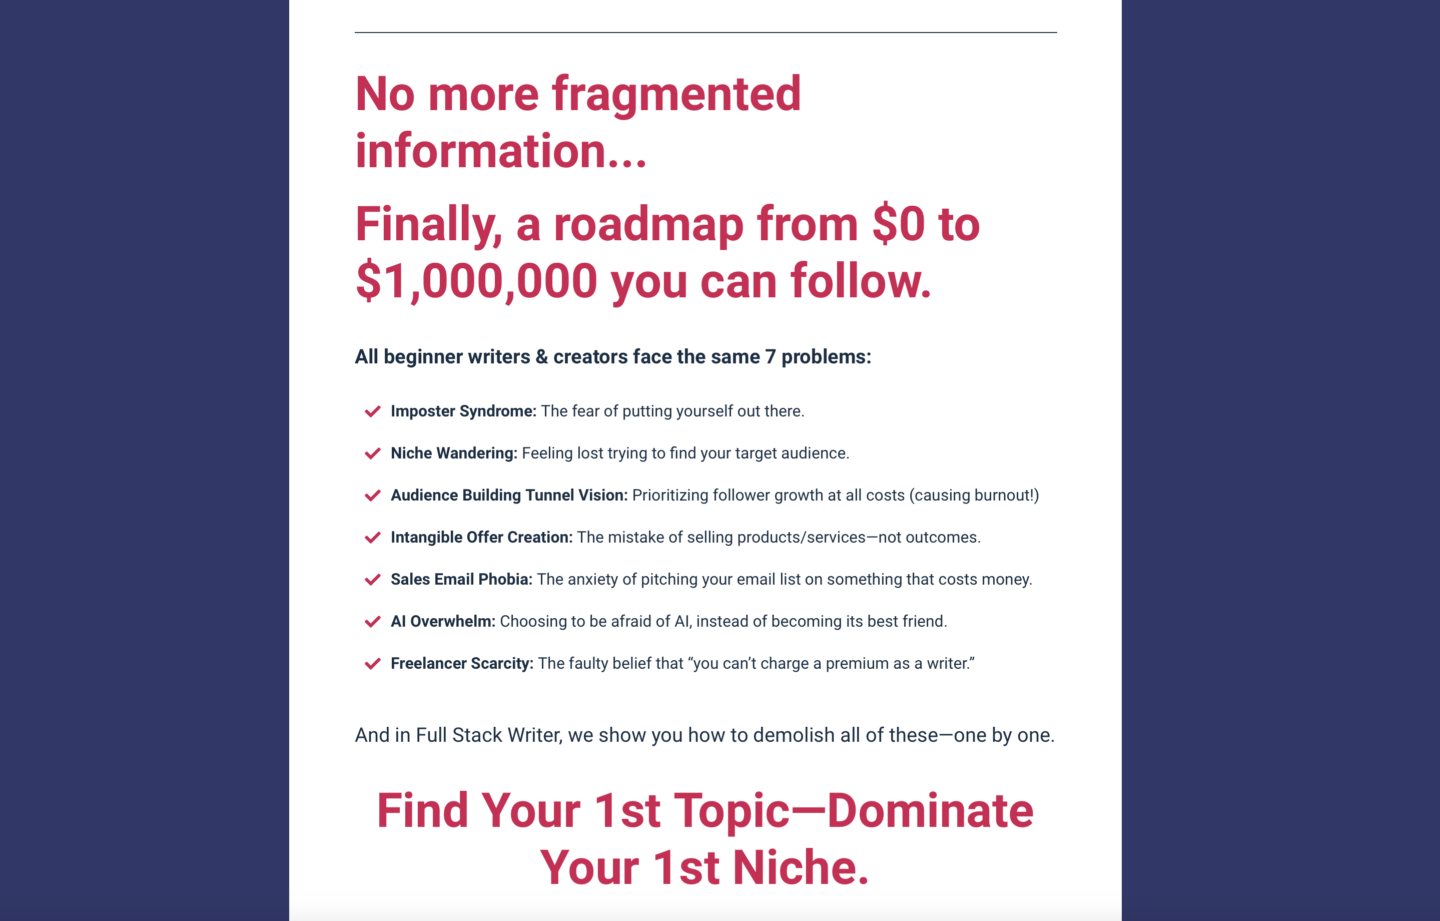 No more fragmented
information...
Finally, a roadmap from $0 to
$1,000,000 you can follow.
All beginner writers & creators face the same 7 problems:
Imposter Syndrome: The fear of putting yourself out there.
Niche Wandering: Feeling lost trying to find your target audience.
Audience Building Tunnel Vision: Prioritizing follower growth at all costs (causing burnout!)
Intangible Offer Creation: The mistake of selling products/services—not outcomes.
Sales Email Phobia: The anxiety of pitching your email list on something that costs money.
AI Overwhelm: Choosing to be afraid of AI, instead of becoming its best friend.
Freelancer Scarcity: The faulty belief that “you can’t charge a premium as a writer.”
And in Full Stack Writer, we show you how to demolish all of these—one by one.
Find Your 1st Topic—Dominate
Your 1st Niche.